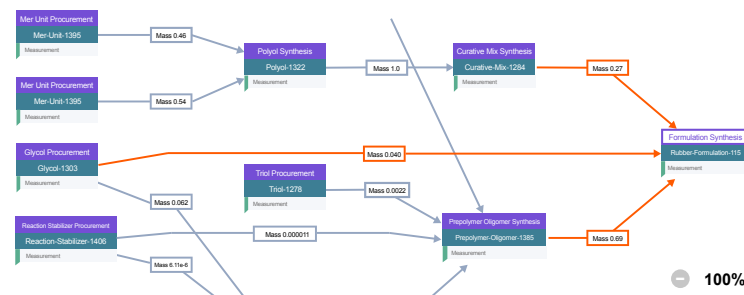 Mer Unit Procurement
Mer-Unit-1395
Measurement
Mass 0.46
Polyol Synthesis
Polyol-1322
Measurement
Mass 1.0
Curative Mix Synthesis
Curative-Mix-1284
Measurement
Mass 0.27
Mer Unit Procurement
Mer-Unit-1395
Measurement
Mass 0.54
Formulation Synthesis
Rubber-Formulation-115
Measurement
Glycol Procurement
Glycol-1303
Measurement
Mass 0.040
Triol Procurement
Triol-1278
Measurement
Mass 0.0022
Mass 0.062
Reaction Stabilizer Procurement
Reaction-Stabilizer-1406
Measurement
Mass 0.000011
Prepolymer Oligomer Synthesis
Prepolymer-Oligomer-1385
Measurement
Mass 0.69
Mass 6.11e-6
100%